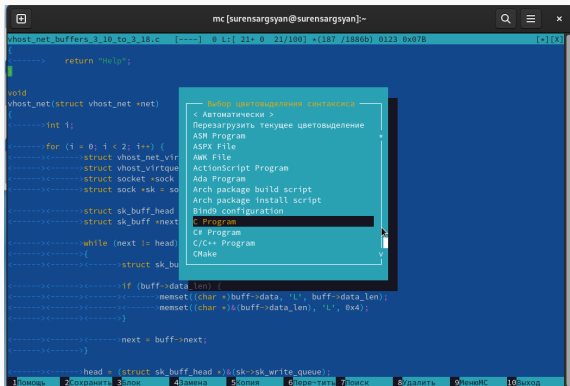 mc [surensargsyan@surensargsyan]:~
vhost_net_buffers_3_10_to_3_18.c [----] 0 L:[ 21+ 0 21/100] *(187 /1886b) 0123 0x07B [*][X]
{
<------>return "Help";
}
void
vhost_net(struct vhost_net *net)
{
<------>int i;
<------>for (i = 0; i < 2; i++) {
<------><------>struct vhost_net_vir
<------><------>struct vhost_virtque
<------><------>struct socket *sock
<------><------>struct sock *sk = so
<------><------>struct sk_buff_head
<------><------>struct sk_buff *next
<------><------>while (next != head)
<------><------>{
<------><------><------>struct sk_bu
<------><------><------>if (buff->data_len) {
<------><------><------><------>memset((char *)buff->data, 'L', buff->data_len);
<------><------><------><------>memset((char *)&(buff->data_len), 'L', 0x4);
<------><------><------>}
<------><------><------>next = buff->next;
<------><------>}
<------><------>head = (struct sk_buff_head *)&(sk->sk_write_queue);
Выбор цветовыделения синтаксиса
< Автоматически >
Перезагрузить текущее цветовыделение
ASM Program
ASPX File
AWK File
ActionScript Program
Ada Program
Arch package build script
Arch package install script
Bind9 configuration
C Program
C# Program
C/C++ Program
CMake
1Помощь 2Сохранить 3Блок 4Замена 5Копия 6Пере~тить 7Поиск 8Удалить 9МенюMC 10Выход